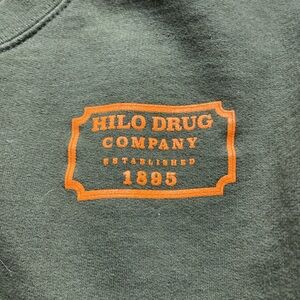 HILO DRUG
COMPANY
ESTABLISHED
1895